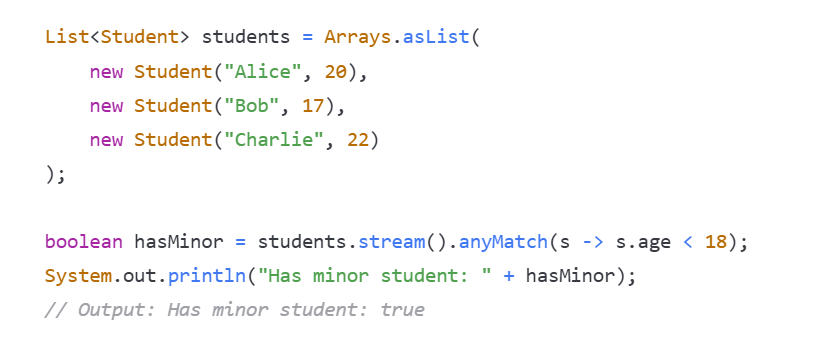 List<Student> students = Arrays.asList(
    new Student("Alice", 20),
    new Student("Bob", 17),
    new Student("Charlie", 22)
);

boolean hasMinor = students.stream().anyMatch(s -> s.age < 18);
System.out.println("Has minor student: " + hasMinor);
// Output: Has minor student: true